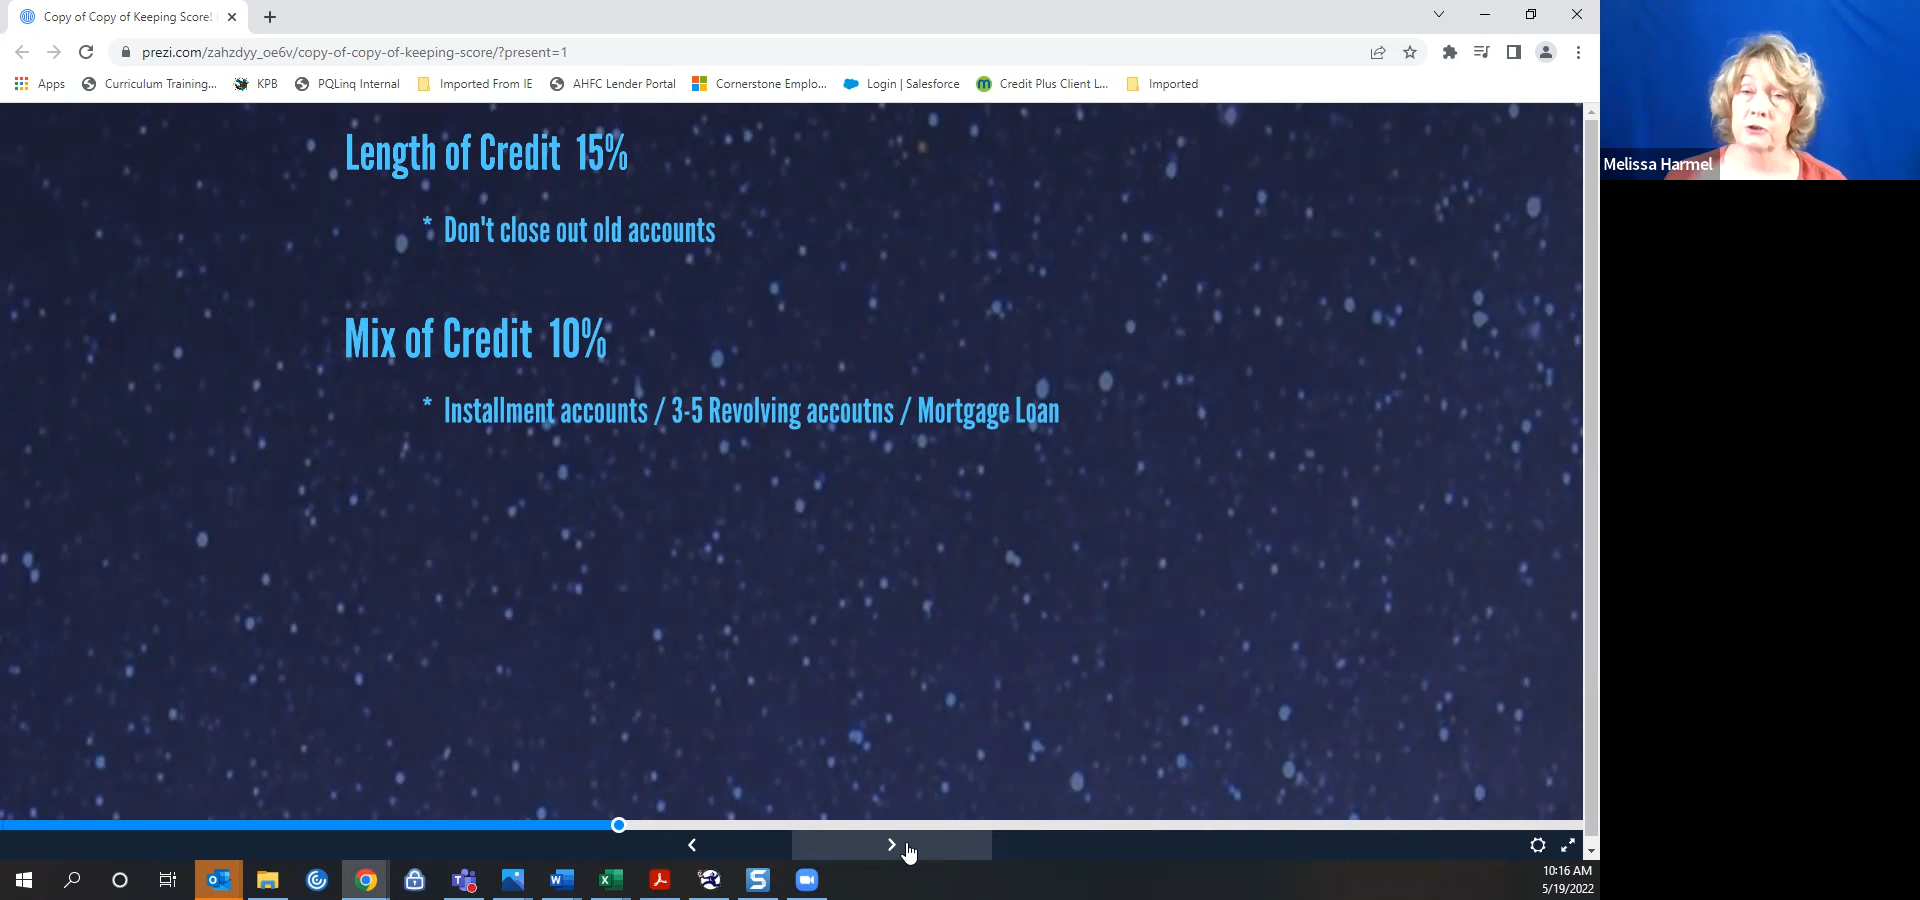 Copy of Copy of Keeping Score!
prezi.com/zahzdyy_oe6v/copy-of-copy-of-keeping-score/?present=1
Apps Curriculum Training... KPB PQLinq Internal Imported From IE AHFC Lender Portal Cornerstone Emplo... Login | Salesforce Credit Plus Client L... Imported
Melissa Harmel
Length of Credit 15%
* Don't close out old accounts
Mix of Credit 10%
* Installment accounts / 3-5 Revolving accoutns / Mortgage Loan
10:16 AM
5/19/2022